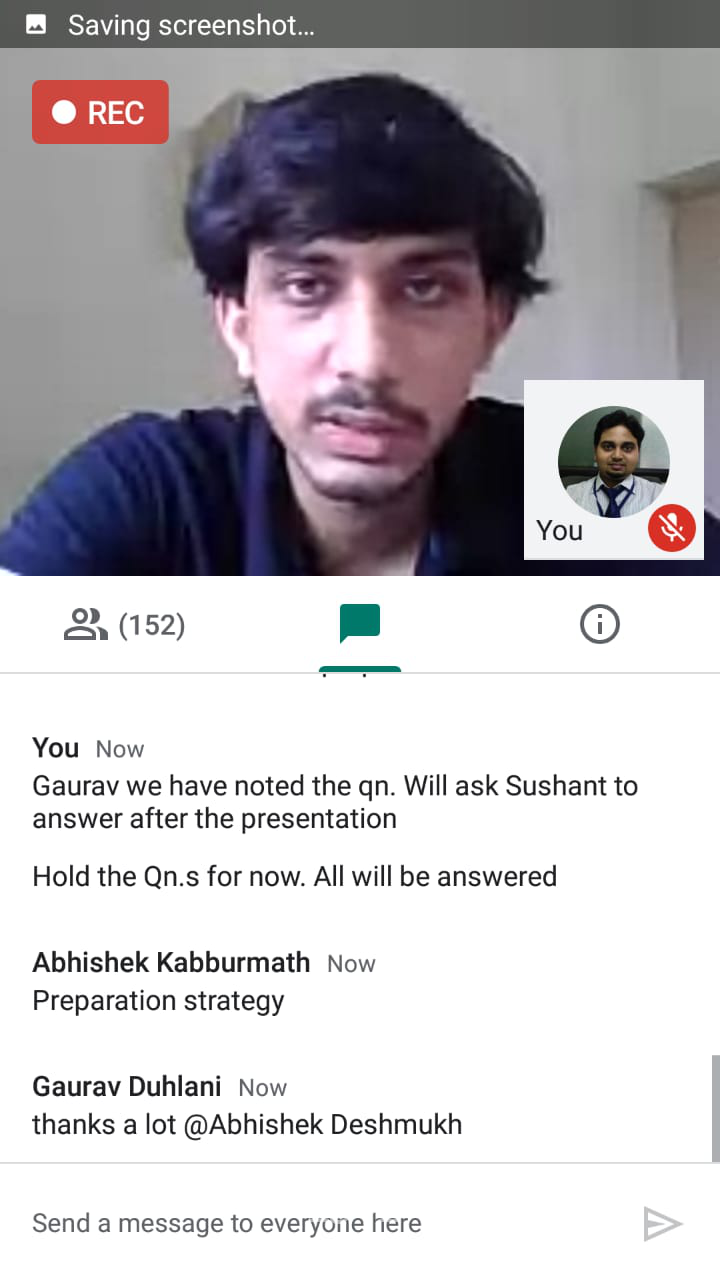 Saving screenshot...
REC
You
(152)
You Now
Gaurav we have noted the qn. Will ask Sushant to
answer after the presentation
Hold the Qn.s for now. All will be answered
Abhishek Kabburmath Now
Preparation strategy
Gaurav Duhlani Now
thanks a lot @Abhishek Deshmukh
Send a message to everyone here